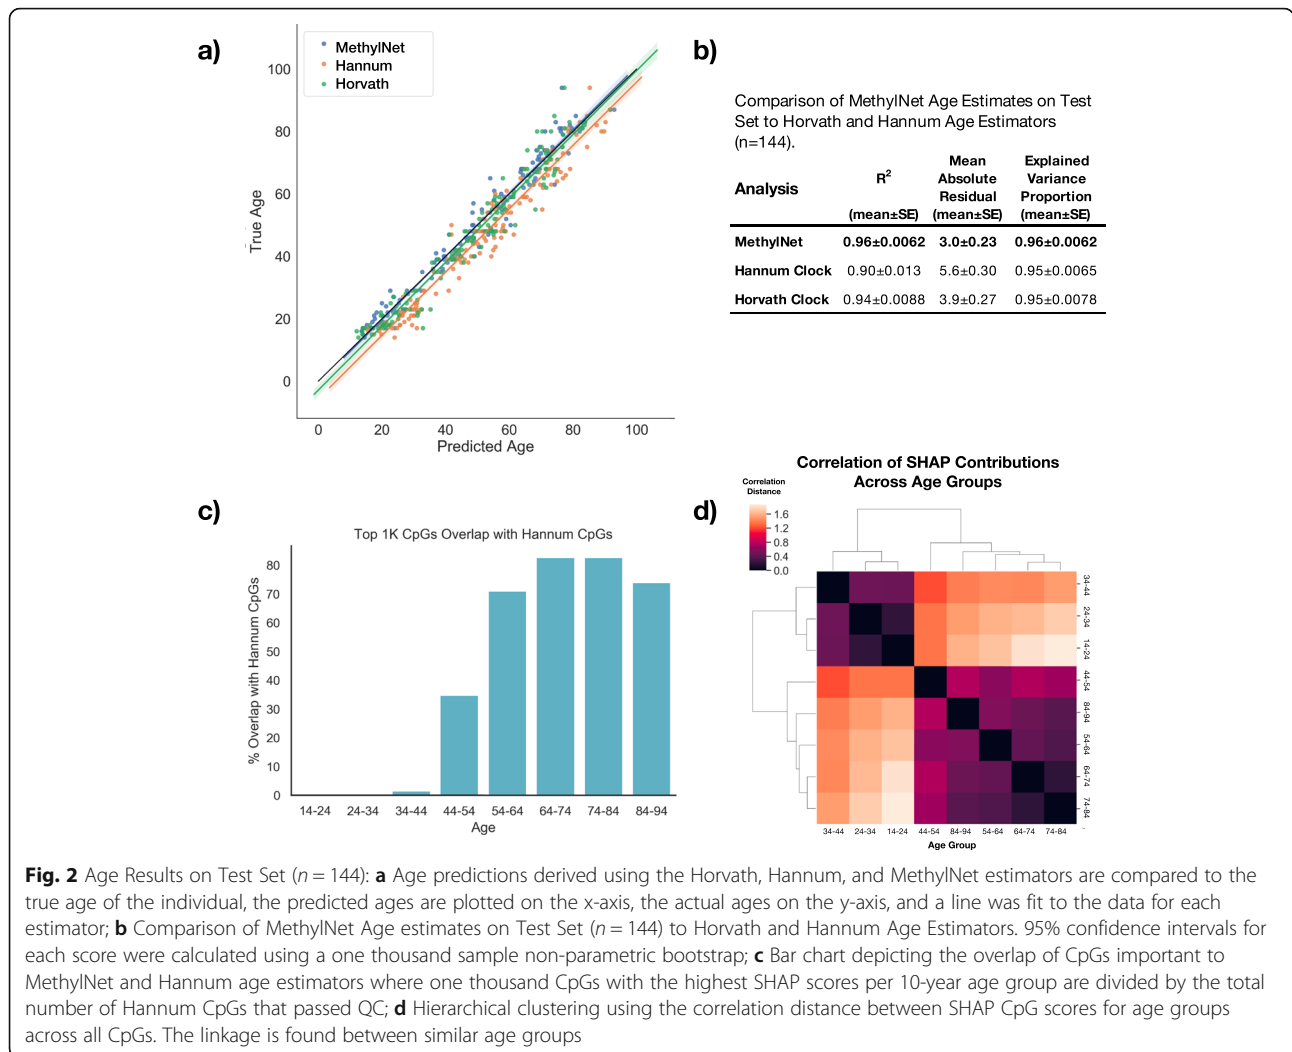 a)
MethylNet
Hannum
Horvath
100
80
60
40
20
0
True Age
0 20 40 60 80 100
Predicted Age
b)
Comparison of MethylNet Age Estimates on Test
Set to Horvath and Hannum Age Estimators
(n=144).
Analysis R2 (mean±SE) Mean Absolute Residual (mean±SE) Explained Variance Proportion (mean±SE)
MethylNet 0.96±0.0062 3.0±0.23 0.96±0.0062
Hannum Clock 0.90±0.013 5.6±0.30 0.95±0.0065
Horvath Clock 0.94±0.0088 3.9±0.27 0.95±0.0078
c)
Top 1K CpGs Overlap with Hannum CpGs
80
70
60
50
40
30
20
10
0
% Overlap with Hannum CpGs
14-24 24-34 34-44 44-54 54-64 64-74 74-84 84-94
Age
d)
Correlation of SHAP Contributions
Across Age Groups
Correlation
Distance
1.6
1.2
0.8
0.4
0.0
34-44
24-34
14-24
44-54
84-94
54-64
64-74
74-84
34-44 24-34 14-24 44-54 84-94 54-64 64-74 74-84
Age Group
Fig. 2 Age Results on Test Set (n = 144): a Age predictions derived using the Horvath, Hannum, and MethylNet estimators are compared to the
true age of the individual, the predicted ages are plotted on the x-axis, the actual ages on the y-axis, and a line was fit to the data for each
estimator; b Comparison of MethylNet Age estimates on Test Set (n = 144) to Horvath and Hannum Age Estimators. 95% confidence intervals for
each score were calculated using a one thousand sample non-parametric bootstrap; c Bar chart depicting the overlap of CpGs important to
MethylNet and Hannum age estimators where one thousand CpGs with the highest SHAP scores per 10-year age group are divided by the total
number of Hannum CpGs that passed QC; d Hierarchical clustering using the correlation distance between SHAP CpG scores for age groups
across all CpGs. The linkage is found between similar age groups